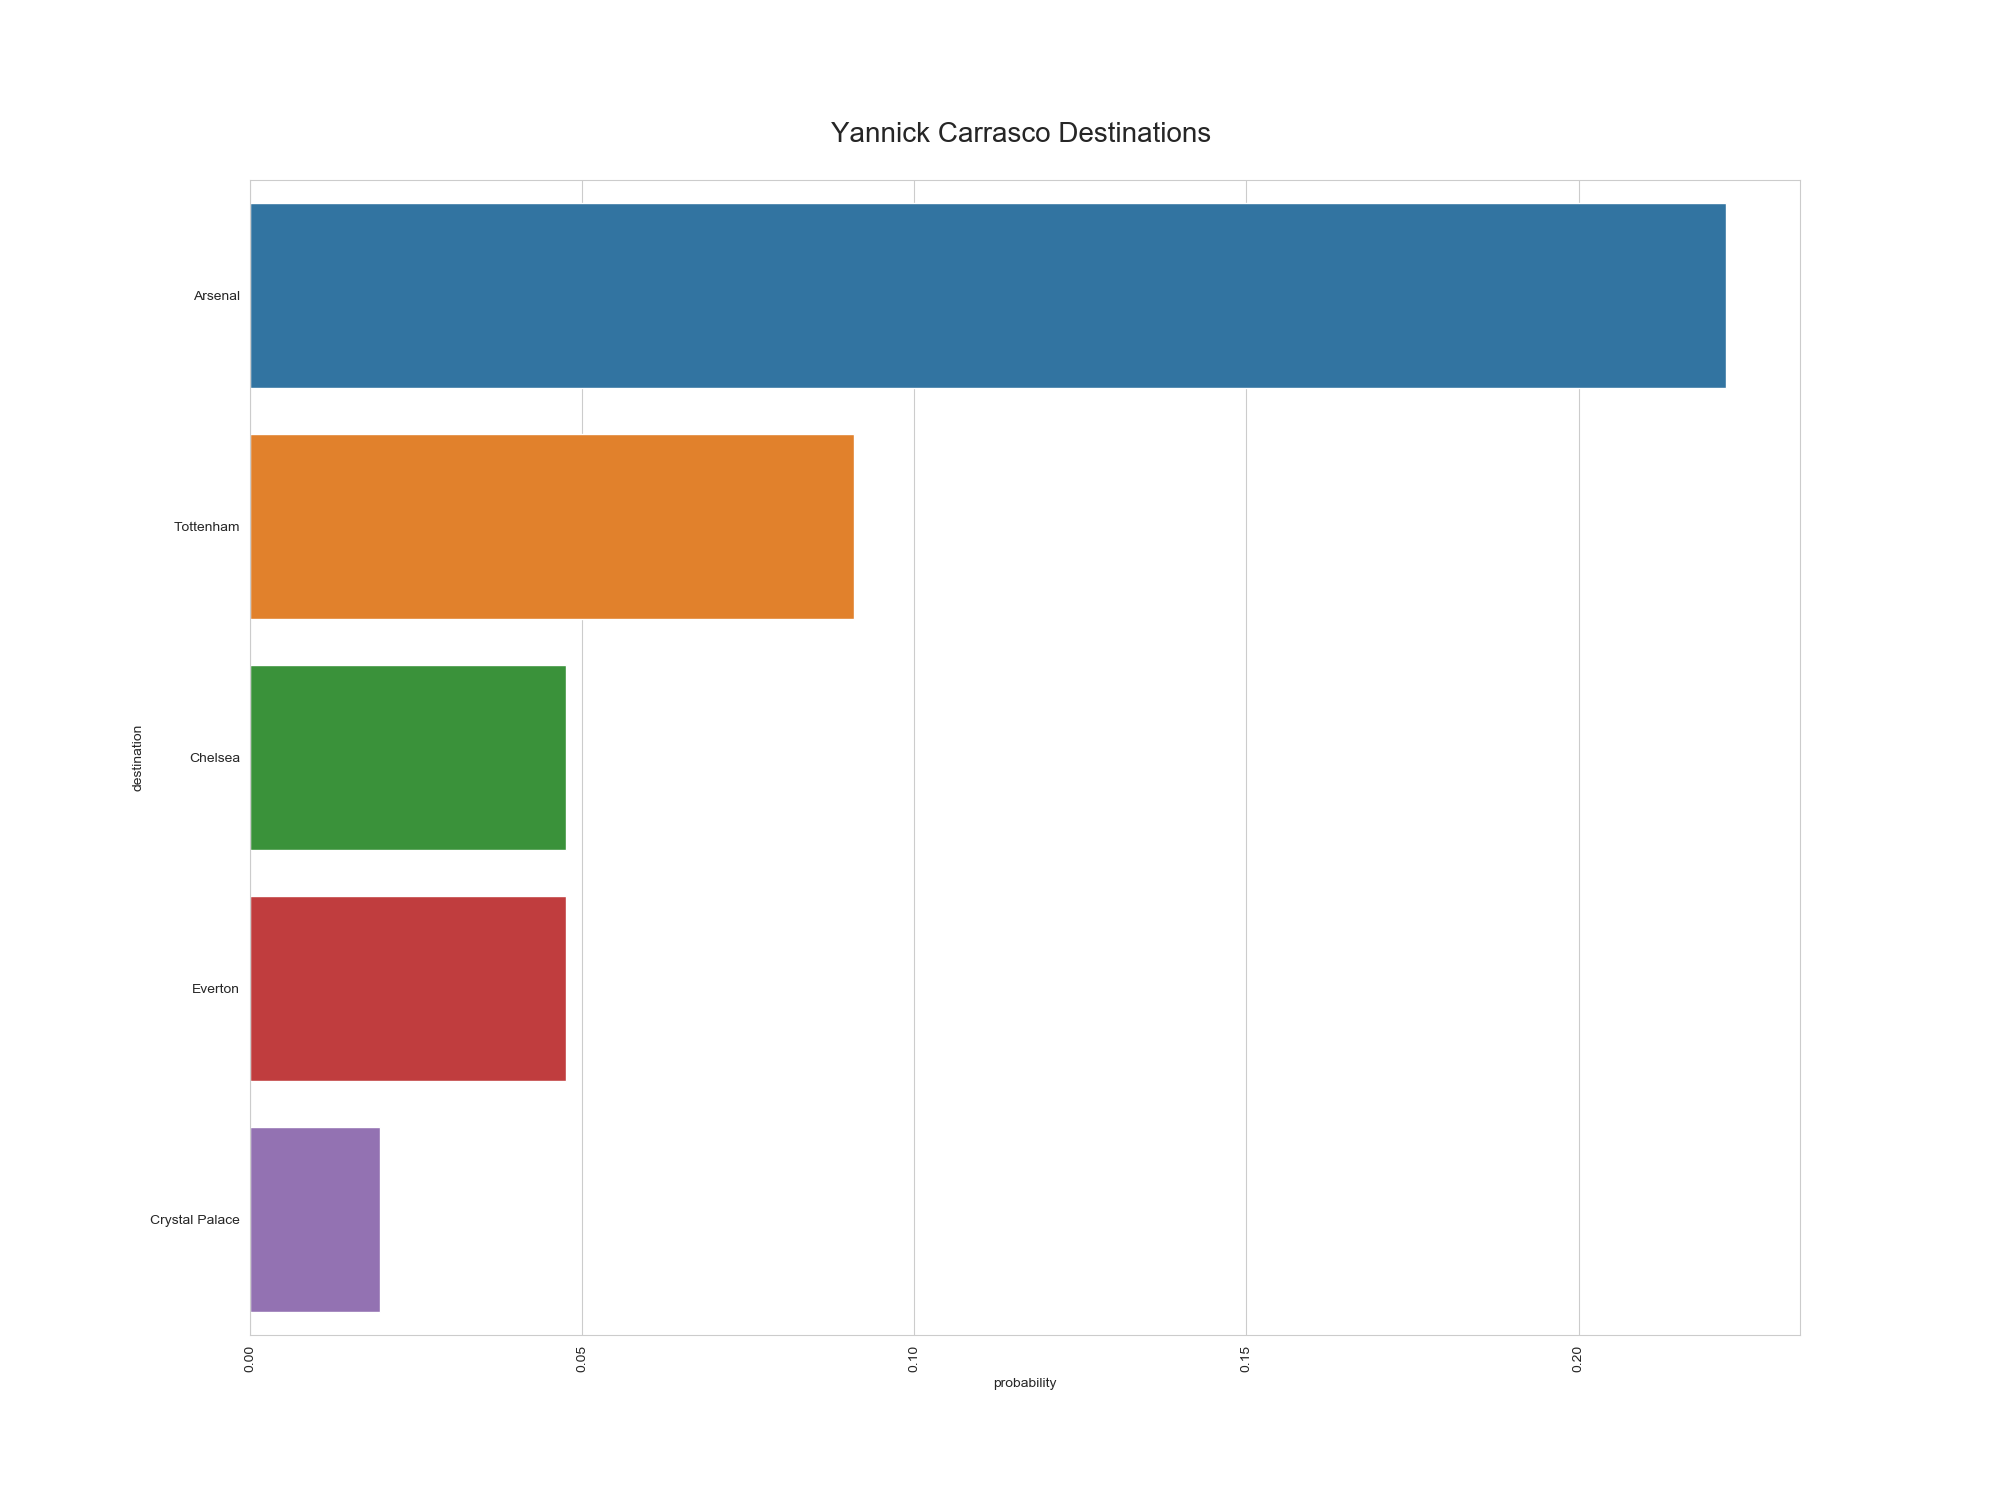 Yannick Carrasco Destinations
Arsenal
Tottenham
Chelsea
Everton
Crystal Palace
destination
0.00
0.05
0.10
0.15
0.20
probability